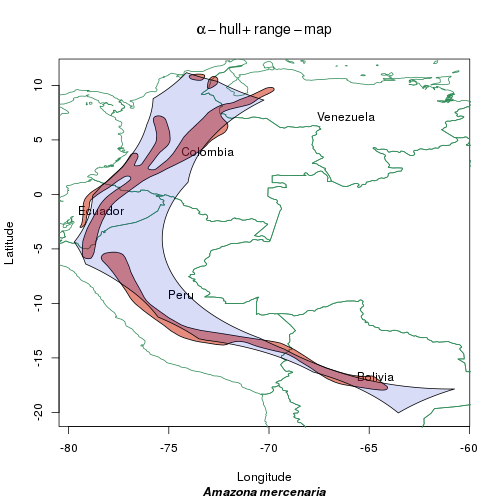 α − hull + range − map
Venezuela
Colombia
Ecuador
Peru
Bolivia
10
5
0
-5
-10
-15
-20
Latitude
-80 -75 -70 -65 -60
Longitude
Amazona mercenaria